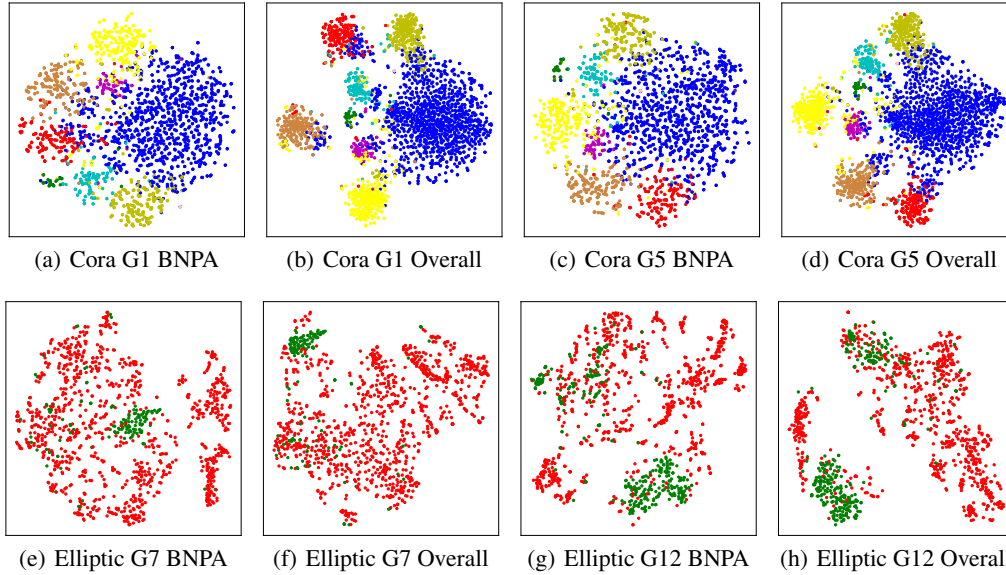 (a) Cora G1 BNPA
(b) Cora G1 Overall
(c) Cora G5 BNPA
(d) Cora G5 Overall
(e) Elliptic G7 BNPA
(f) Elliptic G7 Overall
(g) Elliptic G12 BNPA
(h) Elliptic G12 Overall